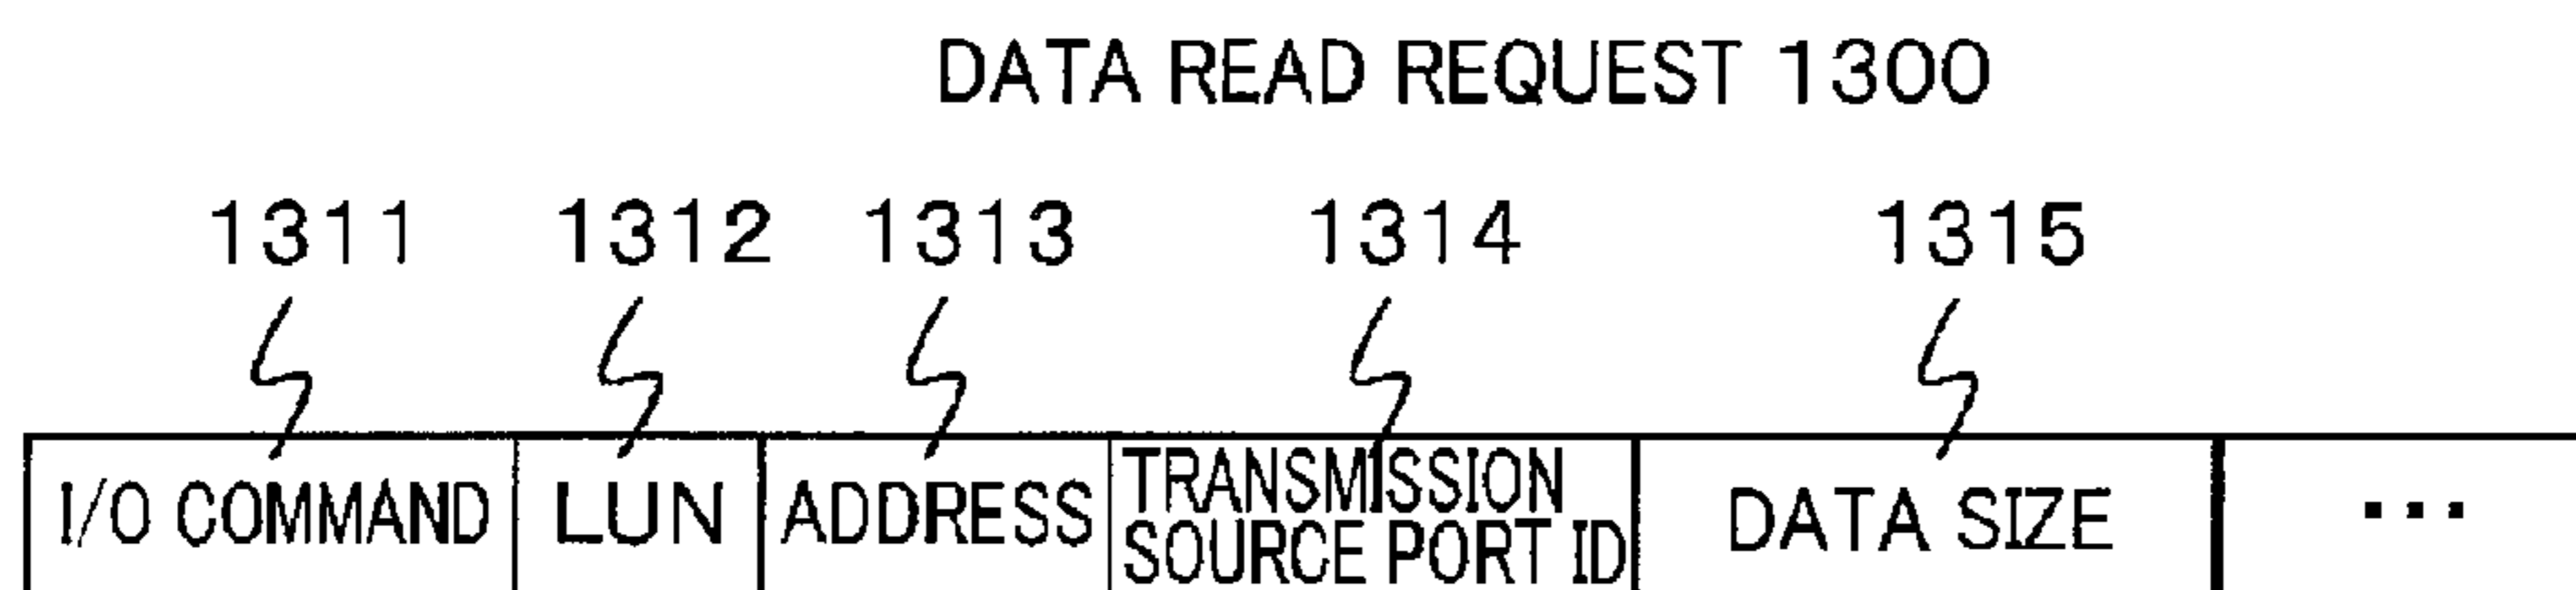 DATA READ REQUEST 1300
1311 1312 1313 1314 1315
I/O COMMAND LUN ADDRESS TRANSMISSION SOURCE PORT ID DATA SIZE ...